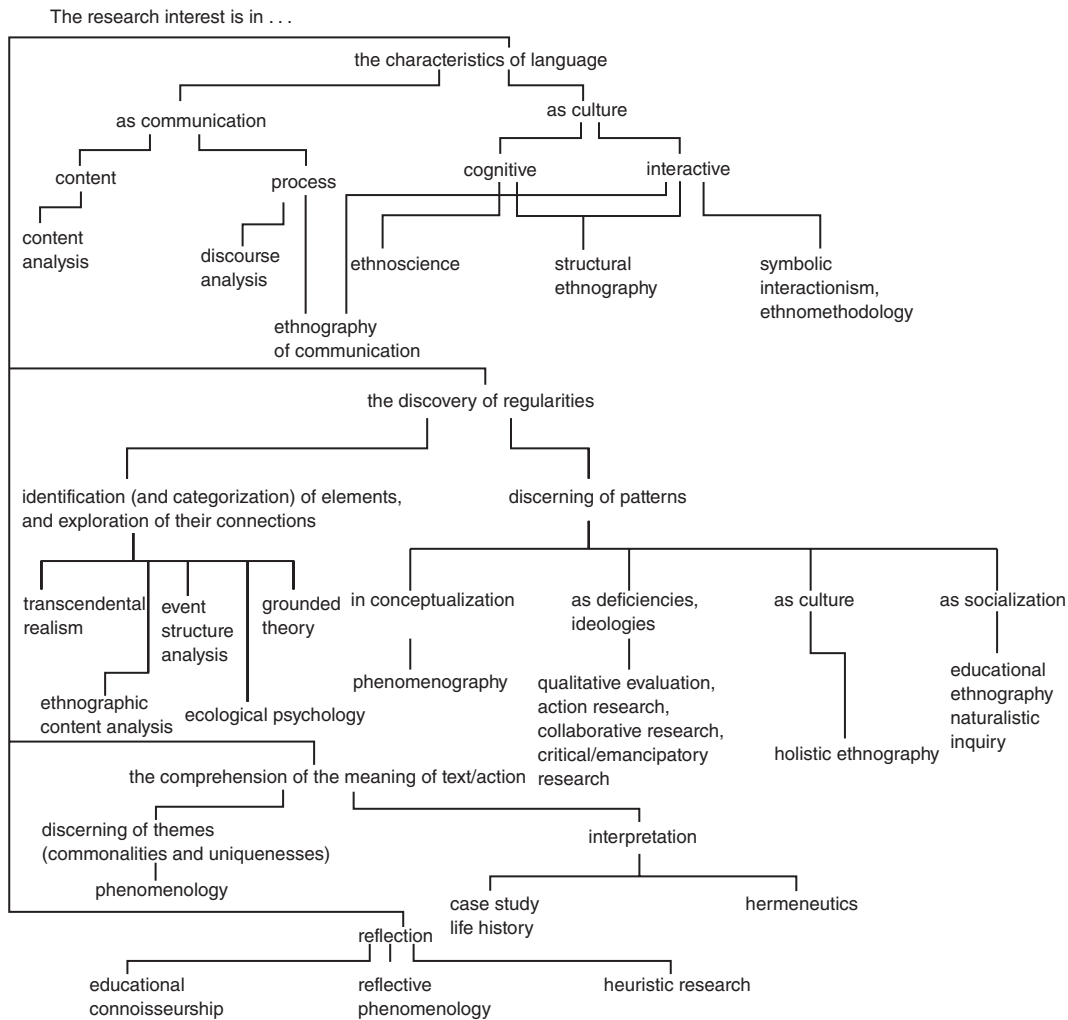 The research interest is in . . .
the characteristics of language
as communication
as culture
content
process
cognitive
interactive
content
analysis
discourse
analysis
ethnoscience
structural
ethnography
symbolic
interactionism,
ethnomethodology
ethnography
of communication
the discovery of regularities
identification (and categorization) of elements,
and exploration of their connections
discerning of patterns
transcendental
realism
event
structure
analysis
grounded
theory
ethnographic
content analysis
ecological psychology
in conceptualization
as deficiencies,
ideologies
as culture
as socialization
phenomenography
qualitative evaluation,
action research,
collaborative research,
critical/emancipatory
research
holistic ethnography
educational
ethnography
naturalistic
inquiry
the comprehension of the meaning of text/action
discerning of themes
(commonalities and uniquenesses)
interpretation
phenomenology
case study
life history
hermeneutics
reflection
educational
connoisseurship
reflective
phenomenology
heuristic research